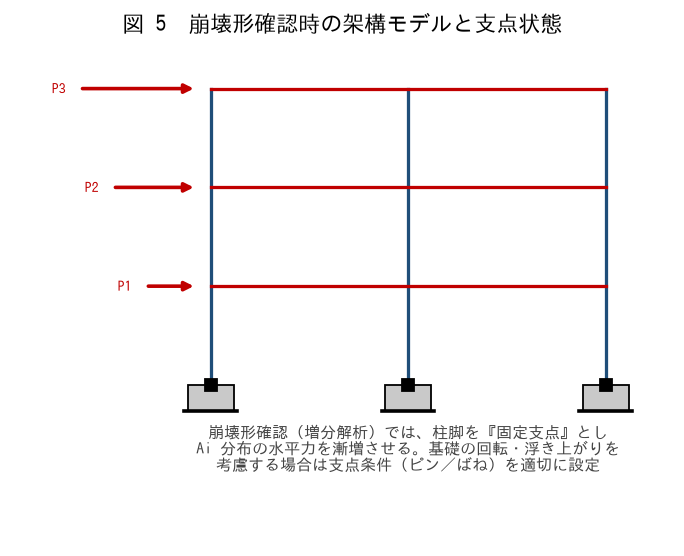 図 5　崩壊形確認時の架構モデルと支点状態
P3
P2
P1
崩壊形確認（増分解析）では、柱脚を『固定支点』とし
Ai 分布の水平力を漸増させる。基礎の回転・浮き上がりを
考慮する場合は支点条件（ピン／ばね）を適切に設定